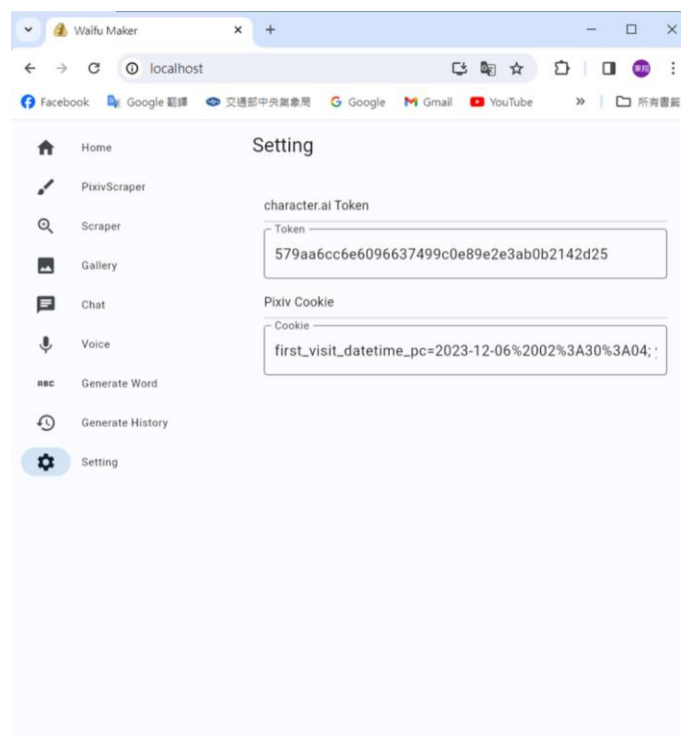 Waifu Maker
localhost
東翔
Facebook
Google 翻譯
交通部中央氣象局
Google
Gmail
YouTube
»
所有書籤
Home
Setting
PixivScraper
character.ai Token
Scraper
Token
579aa6cc6e6096637499c0e89e2e3ab0b2142d25
Gallery
Chat
Pixiv Cookie
Cookie
first_visit_datetime_pc=2023-12-06%2002%3A30%3A04;
Voice
ABC
Generate Word
Generate History
Setting